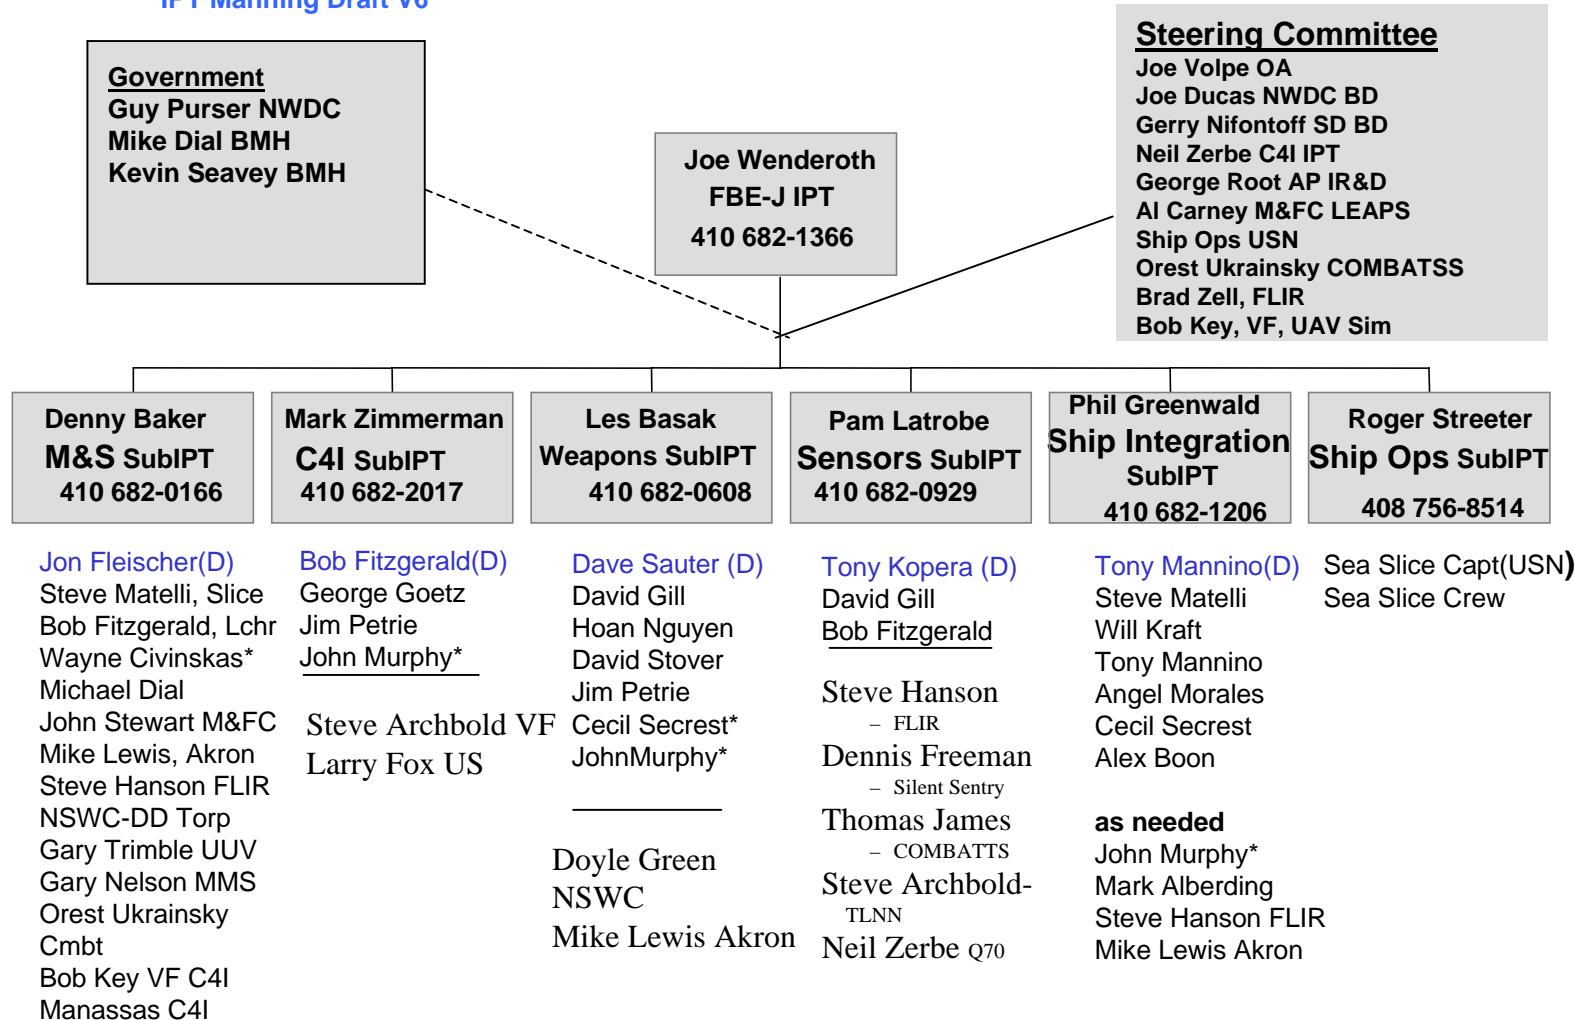 IPT Manning Draft V6
Government
Guy Purser NWDC
Mike Dial BMH
Kevin Seavey BMH
Joe Wenderoth
FBE-J IPT
410 682-1366
Steering Committee
Joe Volpe OA
Joe Ducas NWDC BD
Gerry Nifontoff SD BD
Neil Zerbe C4I IPT
George Root AP IR&D
Al Carney M&FC LEAPS
Ship Ops USN
Orest Ukrainsky COMBATSS
Brad Zell, FLIR
Bob Key, VF, UAV Sim
Denny Baker
M&S SubIPT
410 682-0166
Mark Zimmerman
C4I SubIPT
410 682-2017
Les Basak
Weapons SubIPT
410 682-0608
Pam Latrobe
Sensors SubIPT
410 682-0929
Phil Greenwald
Ship Integration
SubIPT
410 682-1206
Roger Streeter
Ship Ops SubIPT
408 756-8514
Jon Fleischer(D)
Steve Matelli, Slice
Bob Fitzgerald, Lchr
Wayne Civinskas*
Michael Dial
John Stewart M&FC
Mike Lewis, Akron
Steve Hanson FLIR
NSWC-DD Torp
Gary Trimble UUV
Gary Nelson MMS
Orest Ukrainsky
Cmbt
Bob Key VF C4I
Manassas C4I
Bob Fitzgerald(D)
George Goetz
Jim Petrie
John Murphy*
Steve Archbold VF
Larry Fox US
Dave Sauter (D)
David Gill
Hoan Nguyen
David Stover
Jim Petrie
Cecil Secrest*
JohnMurphy*
Doyle Green
NSWC
Mike Lewis Akron
Tony Kopera (D)
David Gill
Bob Fitzgerald
Steve Hanson
– FLIR
Dennis Freeman
– Silent Sentry
Thomas James
– COMBATTS
Steve Archbold-
TLNN
Neil Zerbe Q70
Tony Mannino(D)
Steve Matelli
Will Kraft
Tony Mannino
Angel Morales
Cecil Secrest
Alex Boon
as needed
John Murphy*
Mark Alberding
Steve Hanson FLIR
Mike Lewis Akron
Sea Slice Capt(USN)
Sea Slice Crew